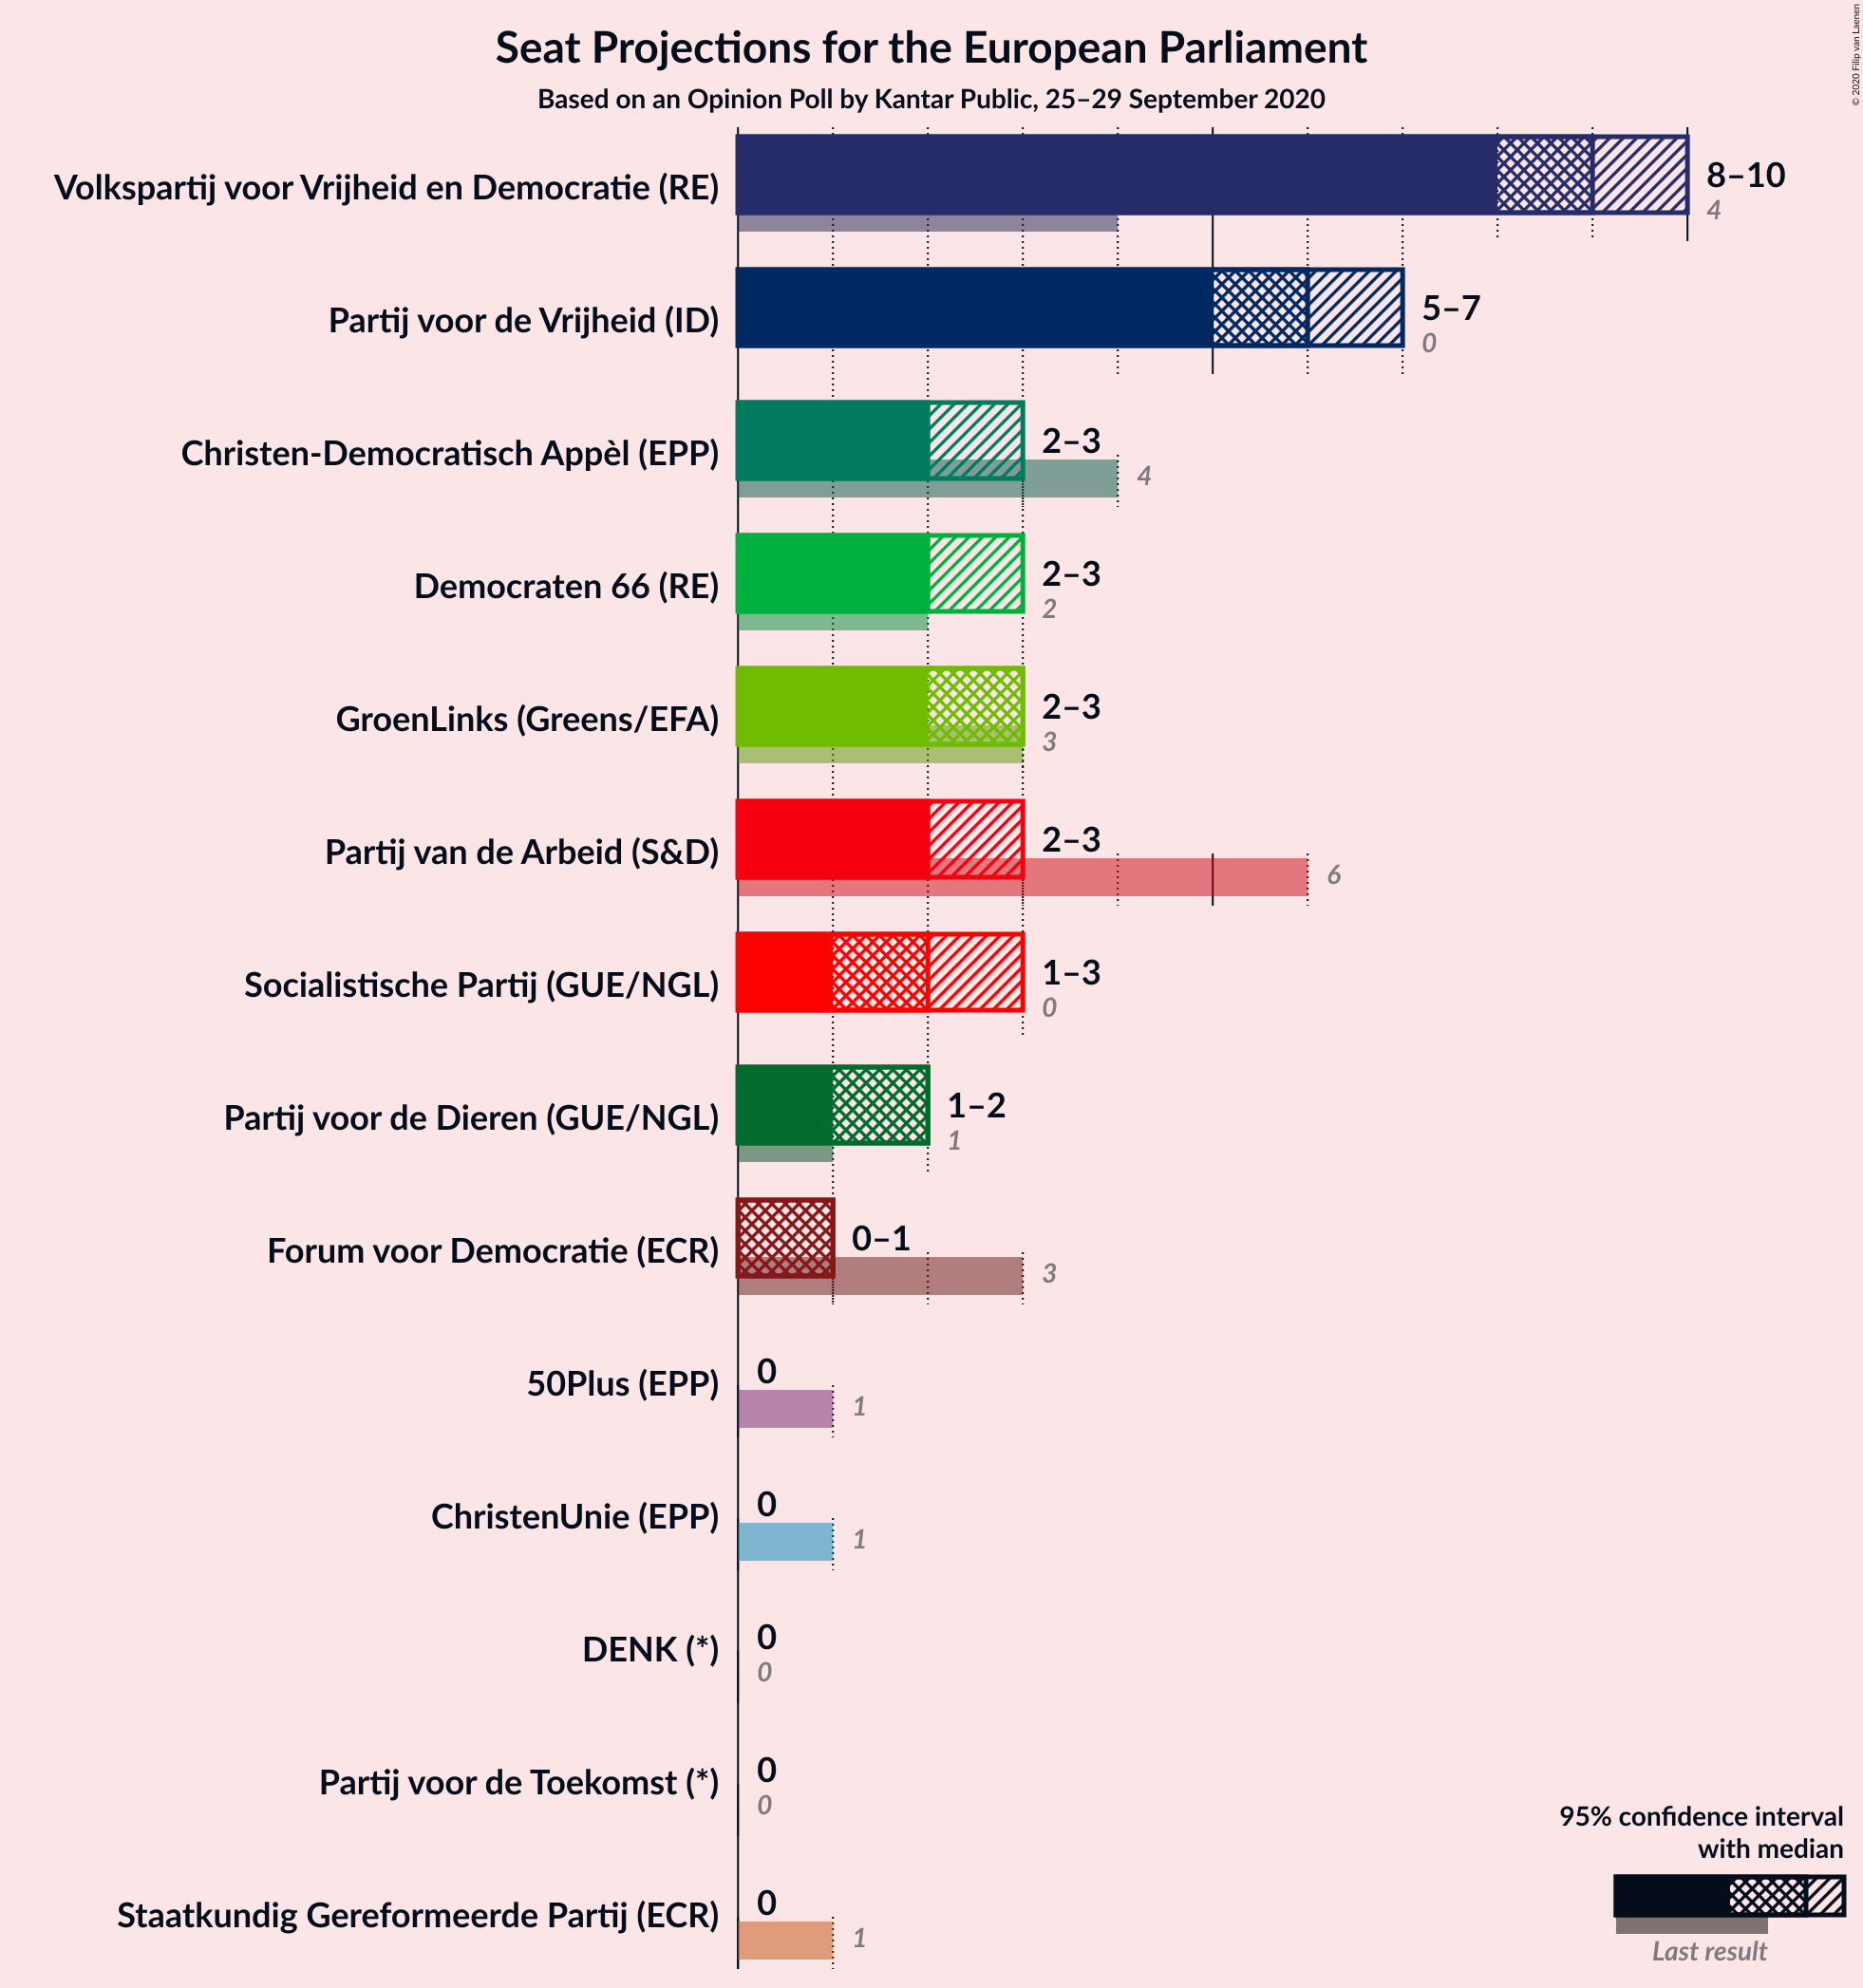 © 2020 Filip van Laenen
Seat Projections for the European Parliament
Based on an Opinion Poll by Kantar Public, 25–29 September 2020
Volkspartij voor Vrijheid en Democratie (RE)
8–10
4
Partij voor de Vrijheid (ID)
5–7
0
Christen-Democratisch Appèl (EPP)
2–3
4
Democraten 66 (RE)
2–3
2
GroenLinks (Greens/EFA)
2–3
3
Partij van de Arbeid (S&D)
2–3
6
Socialistische Partij (GUE/NGL)
1–3
0
Partij voor de Dieren (GUE/NGL)
1–2
1
Forum voor Democratie (ECR)
0–1
3
50Plus (EPP)
0
1
ChristenUnie (EPP)
0
1
DENK (*)
0
0
Partij voor de Toekomst (*)
0
0
Staatkundig Gereformeerde Partij (ECR)
0
1
95% confidence interval
with median
Last result